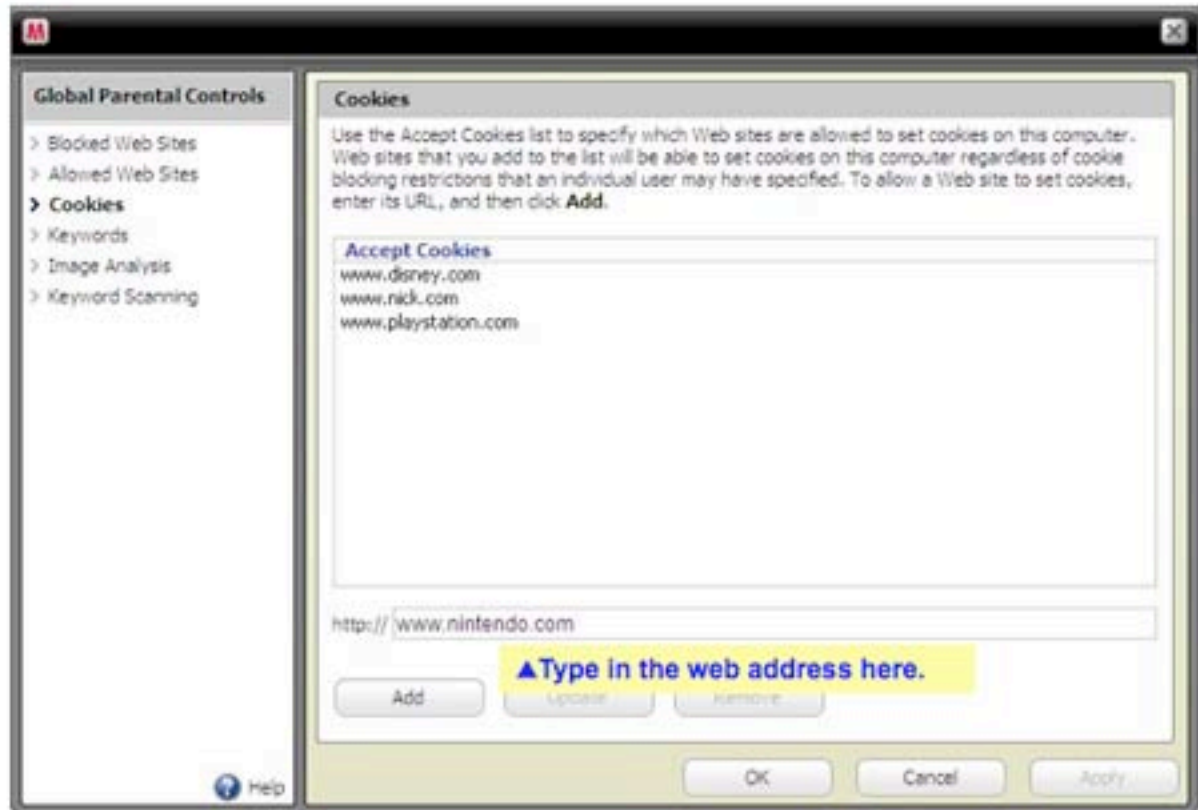 M
Global Parental Controls
> Blocked Web Sites
> Allowed Web Sites
> Cookies
> Keywords
> Image Analysis
> Keyword Scanning
Help
Cookies
Use the Accept Cookies list to specify which Web sites are allowed to set cookies on this computer.
Web sites that you add to the list will be able to set cookies on this computer regardless of cookie
blocking restrictions that an individual user may have specified. To allow a Web site to set cookies,
enter its URL, and then click Add.
Accept Cookies
www.disney.com
www.nick.com
www.playstation.com
http:// www.nintendo.com
▲Type in the web address here.
Add Update Remove
OK Cancel Apply